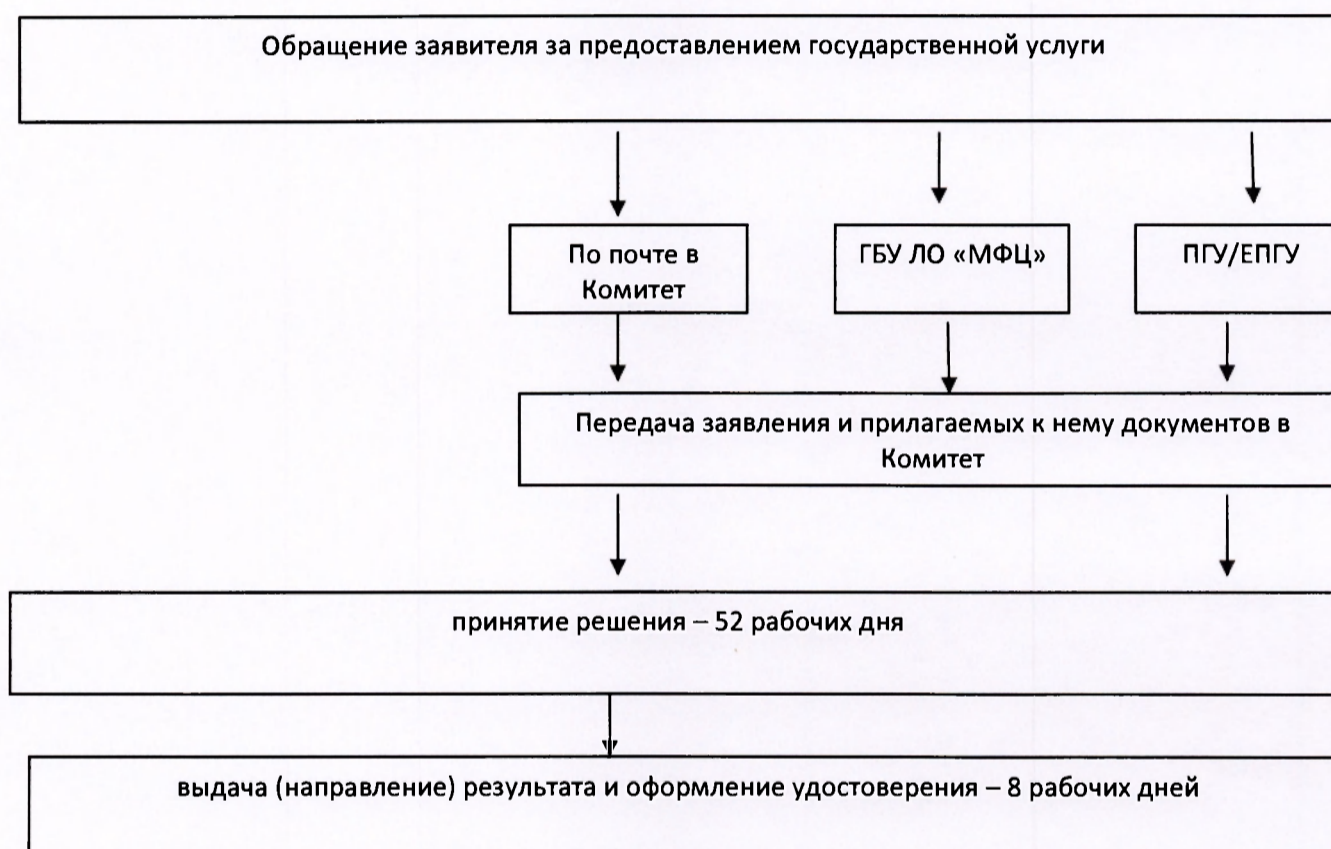 Обращение заявителя за предоставлением государственной услуги
По почте в
Комитет
ГБУ ЛО «МФЦ»
ПГУ/ЕПГУ
Передача заявления и прилагаемых к нему документов в
Комитет
принятие решения – 52 рабочих дня
выдача (направление) результата и оформление удостоверения – 8 рабочих дней